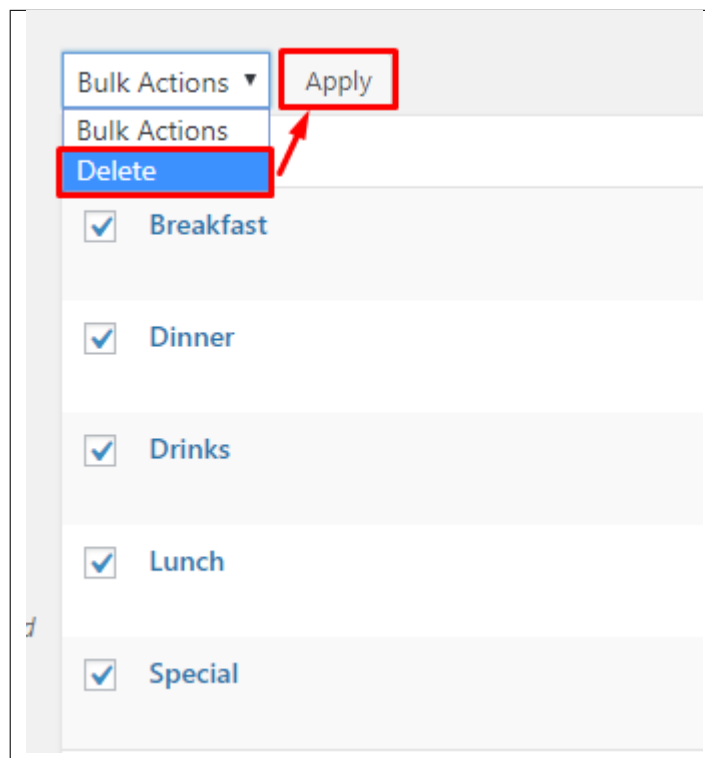 Bulk Actions Apply
Bulk Actions
Delete
Breakfast
Dinner
Drinks
Lunch
d
Special